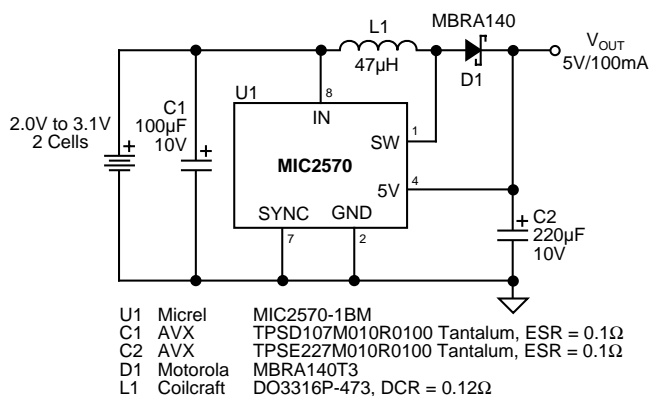 L1
47µH
MBRA140
D1
VOUT
5V/100mA
2.0V to 3.1V
2 Cells
+
C1
100µF
10V
+
U1
8
IN
SW
1
MIC2570
5V
4
SYNC
GND
7
2
+
C2
220µF
10V
U1 Micrel MIC2570-1BM
C1 AVX TPSD107M010R0100 Tantalum, ESR = 0.1Ω
C2 AVX TPSE227M010R0100 Tantalum, ESR = 0.1Ω
D1 Motorola MBRA140T3
L1 Coilcraft DO3316P-473, DCR = 0.12Ω